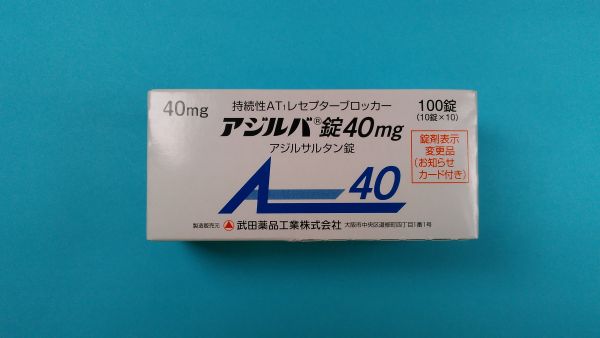 40mg
持続性AT₁レセプターブロッカー
100錠
(10錠×10)
アジルバ®錠40mg
アジルサルタン錠
錠剤表示
変更品
(お知らせ
カード付き)
40
製造販売元 武田薬品工業株式会社 大阪市中央区道修町四丁目1番1号